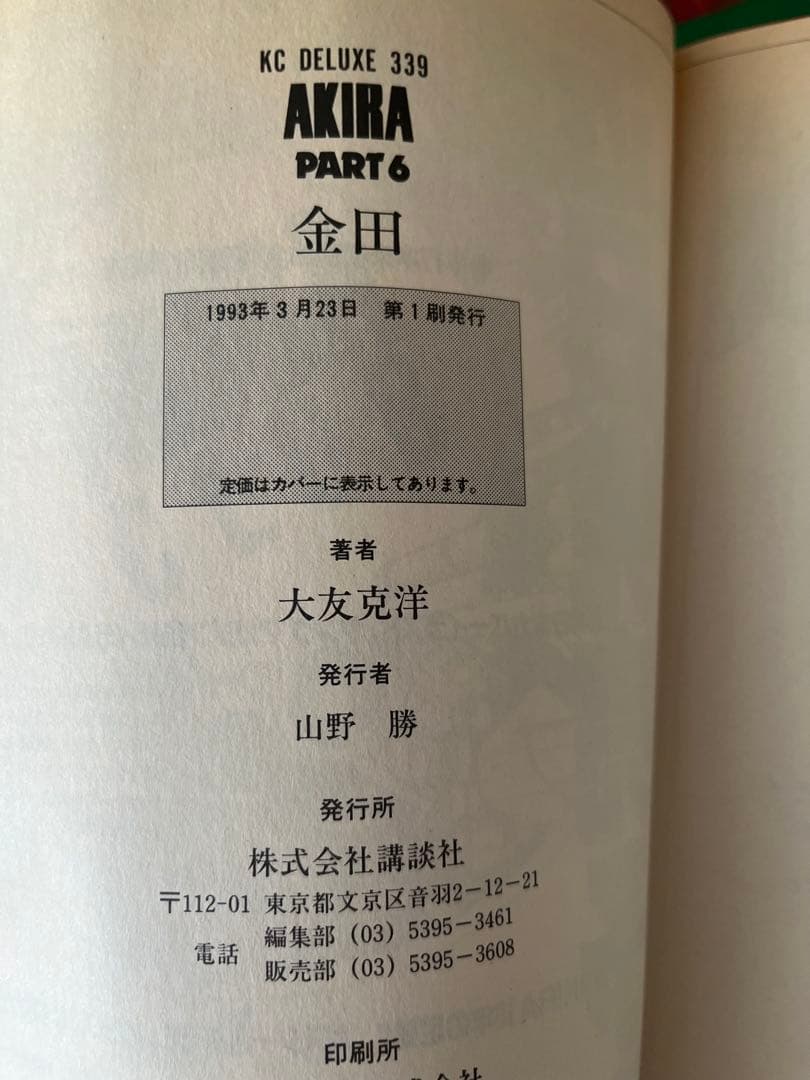 KC DELUXE 339
AKIRA
PART6
金田
1993年3月23日　第1刷発行
定価はカバーに表示してあります。
著者
大友克洋
発行者
山野　勝
発行所
株式会社講談社
〒112-01 東京都文京区音羽2-12-21
電話
編集部 (03) 5395-3461
販売部 (03) 5395-3608
印刷所